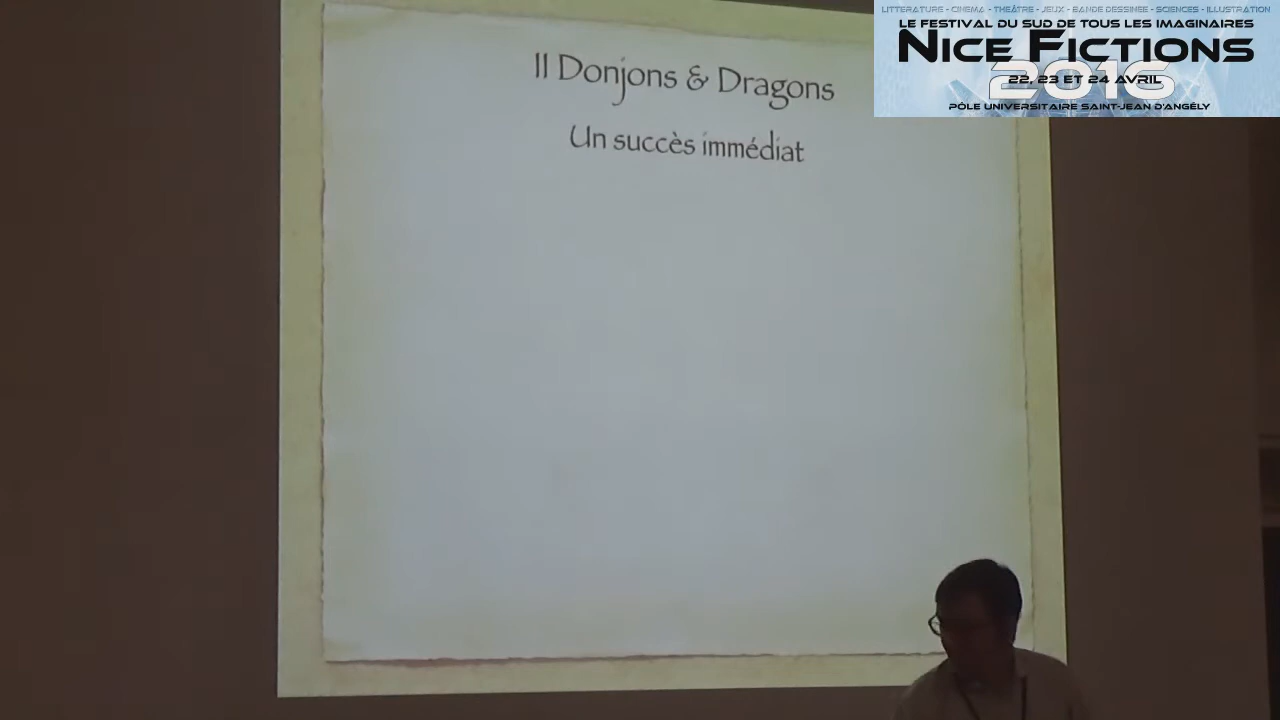 LITTERATURE - CINEMA - THEÂTRE - JEUX - BANDE DESSINEE - SCIENCES - ILLUSTRATION
LE FESTIVAL DU SUD DE TOUS LES IMAGINAIRES
NICE FICTIONS
2016
22, 23 ET 24 AVRIL
PÔLE UNIVERSITAIRE SAINT-JEAN D'ANGÉLY
II Donjons & Dragons
Un succès immédiat